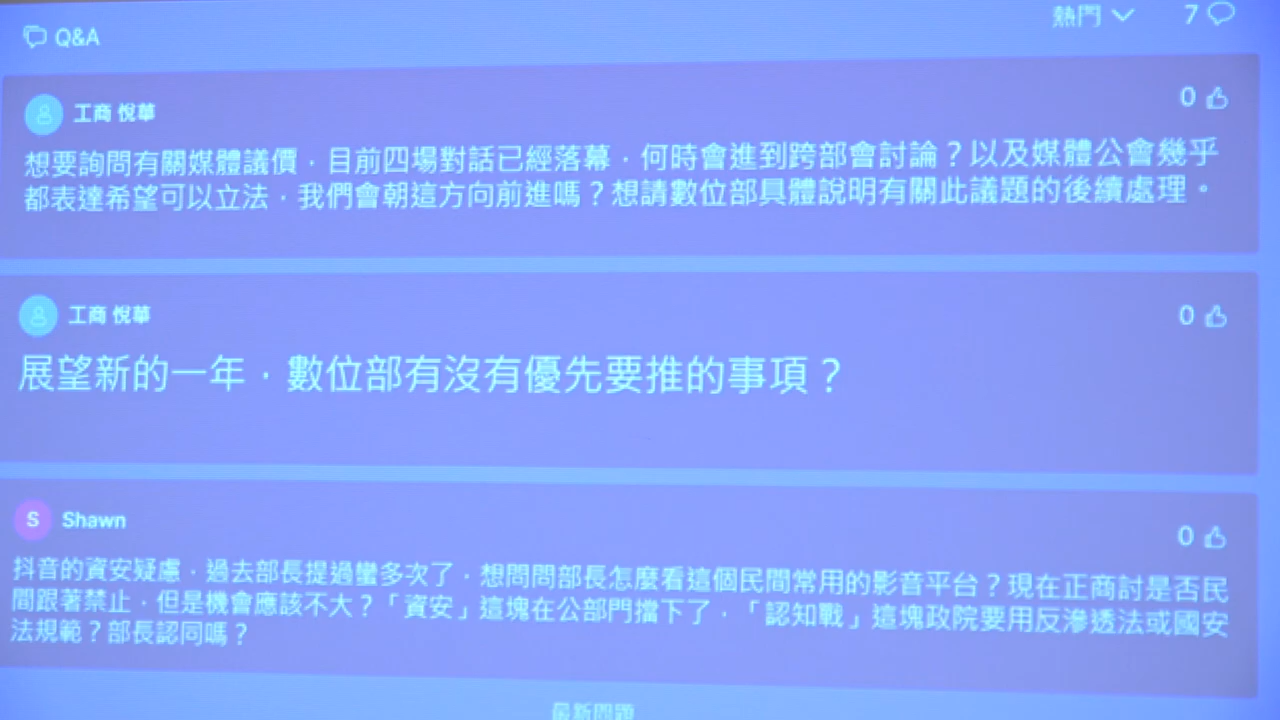 Q&A
熱門
7
工商 悅華
0
想要詢問有關媒體議價，目前四場對話已經落幕，何時會進到跨部會討論？以及媒體公會幾乎
都表達希望可以立法，我們會朝這方向前進嗎？想請數位部具體說明有關此議題的後續處理。
工商 悅華
0
展望新的一年，數位部有沒有優先要推的事項？
S
Shawn
0
抖音的資安疑慮，過去部長提過蠻多次了，想問問部長怎麼看這個民間常用的影音平台？現在正商討是否民
間跟著禁止，但是機會應該不大？「資安」這塊在公部門擋下了，「認知戰」這塊政院要用反滲透法或國安
法規範？部長認同嗎？
最新問題